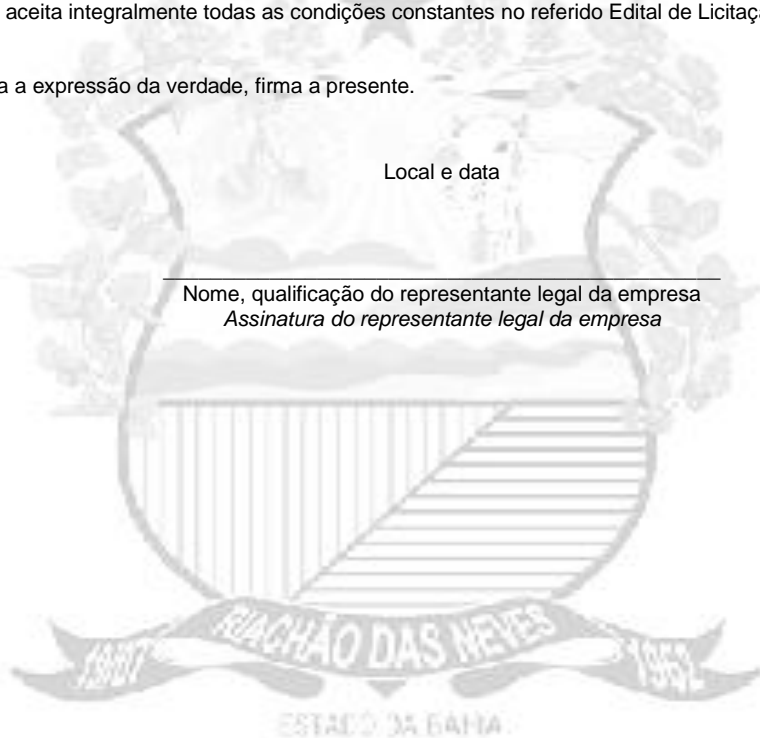 aceita integralmente todas as condições constantes no referido Edital de Licitaç
a a expressão da verdade, firma a presente.
Local e data
Nome, qualificação do representante legal da empresa
Assinatura do representante legal da empresa
RIACHÃO DAS NEVES
1962
ESTADO DA BAHIA